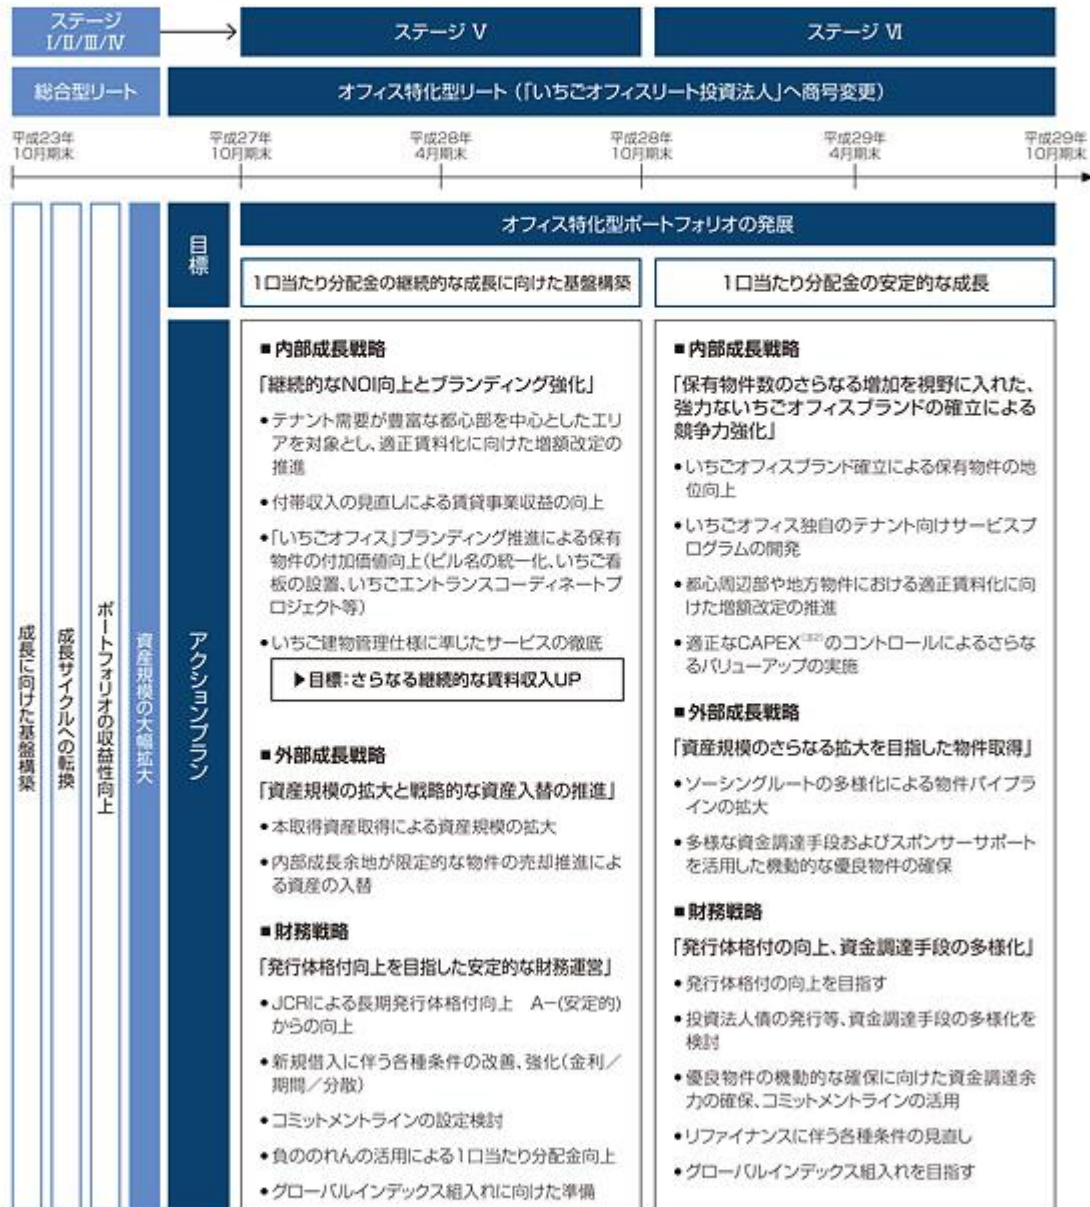 ステージ
Ⅰ/Ⅱ/Ⅲ/Ⅳ
ステージ Ⅴ
ステージ Ⅵ
総合型リート
オフィス特化型リート(「いちごオフィスリート投資法人」へ商号変更)
平成23年
10月期末
平成27年
10月期末
平成28年
4月期末
平成28年
10月期末
平成29年
4月期末
平成29年
10月期末
成長に向けた基盤構築
成長サイクルへの転換
ポートフォリオの収益性向上
資産規模の大幅拡大
目標
オフィス特化型ポートフォリオの発展
1口当たり分配金の継続的な成長に向けた基盤構築
1口当たり分配金の安定的な成長
アクションプラン
■内部成長戦略
「継続的なNOI向上とブランディング強化」
●テナント需要が豊富な都心部を中心としたエリ
アを対象とし、適正賃料化に向けた増額改定の
推進
●付帯収入の見直しによる賃貸事業収益の向上
●「いちごオフィス」ブランディング推進による保有
物件の付加価値向上(ビル名の統一化、いちご看
板の設置、いちごエントランスコーディネートプ
ロジェクト等)
●いちご建物管理仕様に準じたサービスの徹底
▶目標:さらなる継続的な賃料収入UP
■外部成長戦略
「資産規模の拡大と戦略的な資産入替の推進」
●本取得資産取得による資産規模の拡大
●内部成長余地が限定的な物件の売却推進によ
る資産の入替
■財務戦略
「発行体格付向上を目指した安定的な財務運営」
●JCRによる長期発行体格付向上 A−(安定的)
からの向上
●新規借入に伴う各種条件の改善、強化(金利/
期間/分散)
●コミットメントラインの設定検討
●負ののれんの活用による1口当たり分配金向上
●グローバルインデックス組入れに向けた準備
■内部成長戦略
「保有物件数のさらなる増加を視野に入れた、
強力ないちごオフィスブランドの確立による
競争力強化」
●いちごオフィスブランド確立による保有物件の地
位向上
●いちごオフィス独自のテナント向けサービスプ
ログラムの開発
●都心周辺部や地方物件における適正賃料化に向
けた増額改定の推進
●適正なCAPEX(注2)のコントロールによるさらな
るバリューアップの実施
■外部成長戦略
「資産規模のさらなる拡大を目指した物件取得」
●ソーシングルートの多様化による物件パイプラ
インの拡大
●多様な資金調達手段およびスポンサーサポート
を活用した機動的な優良物件の確保
■財務戦略
「発行体格付の向上、資金調達手段の多様化」
●発行体格付の向上を目指す
●投資法人債の発行等、資金調達手段の多様化を
検討
●優良物件の機動的な確保に向けた資金調達余
力の確保、コミットメントラインの活用
●リファイナンスに伴う各種条件の見直し
●グローバルインデックス組入れを目指す